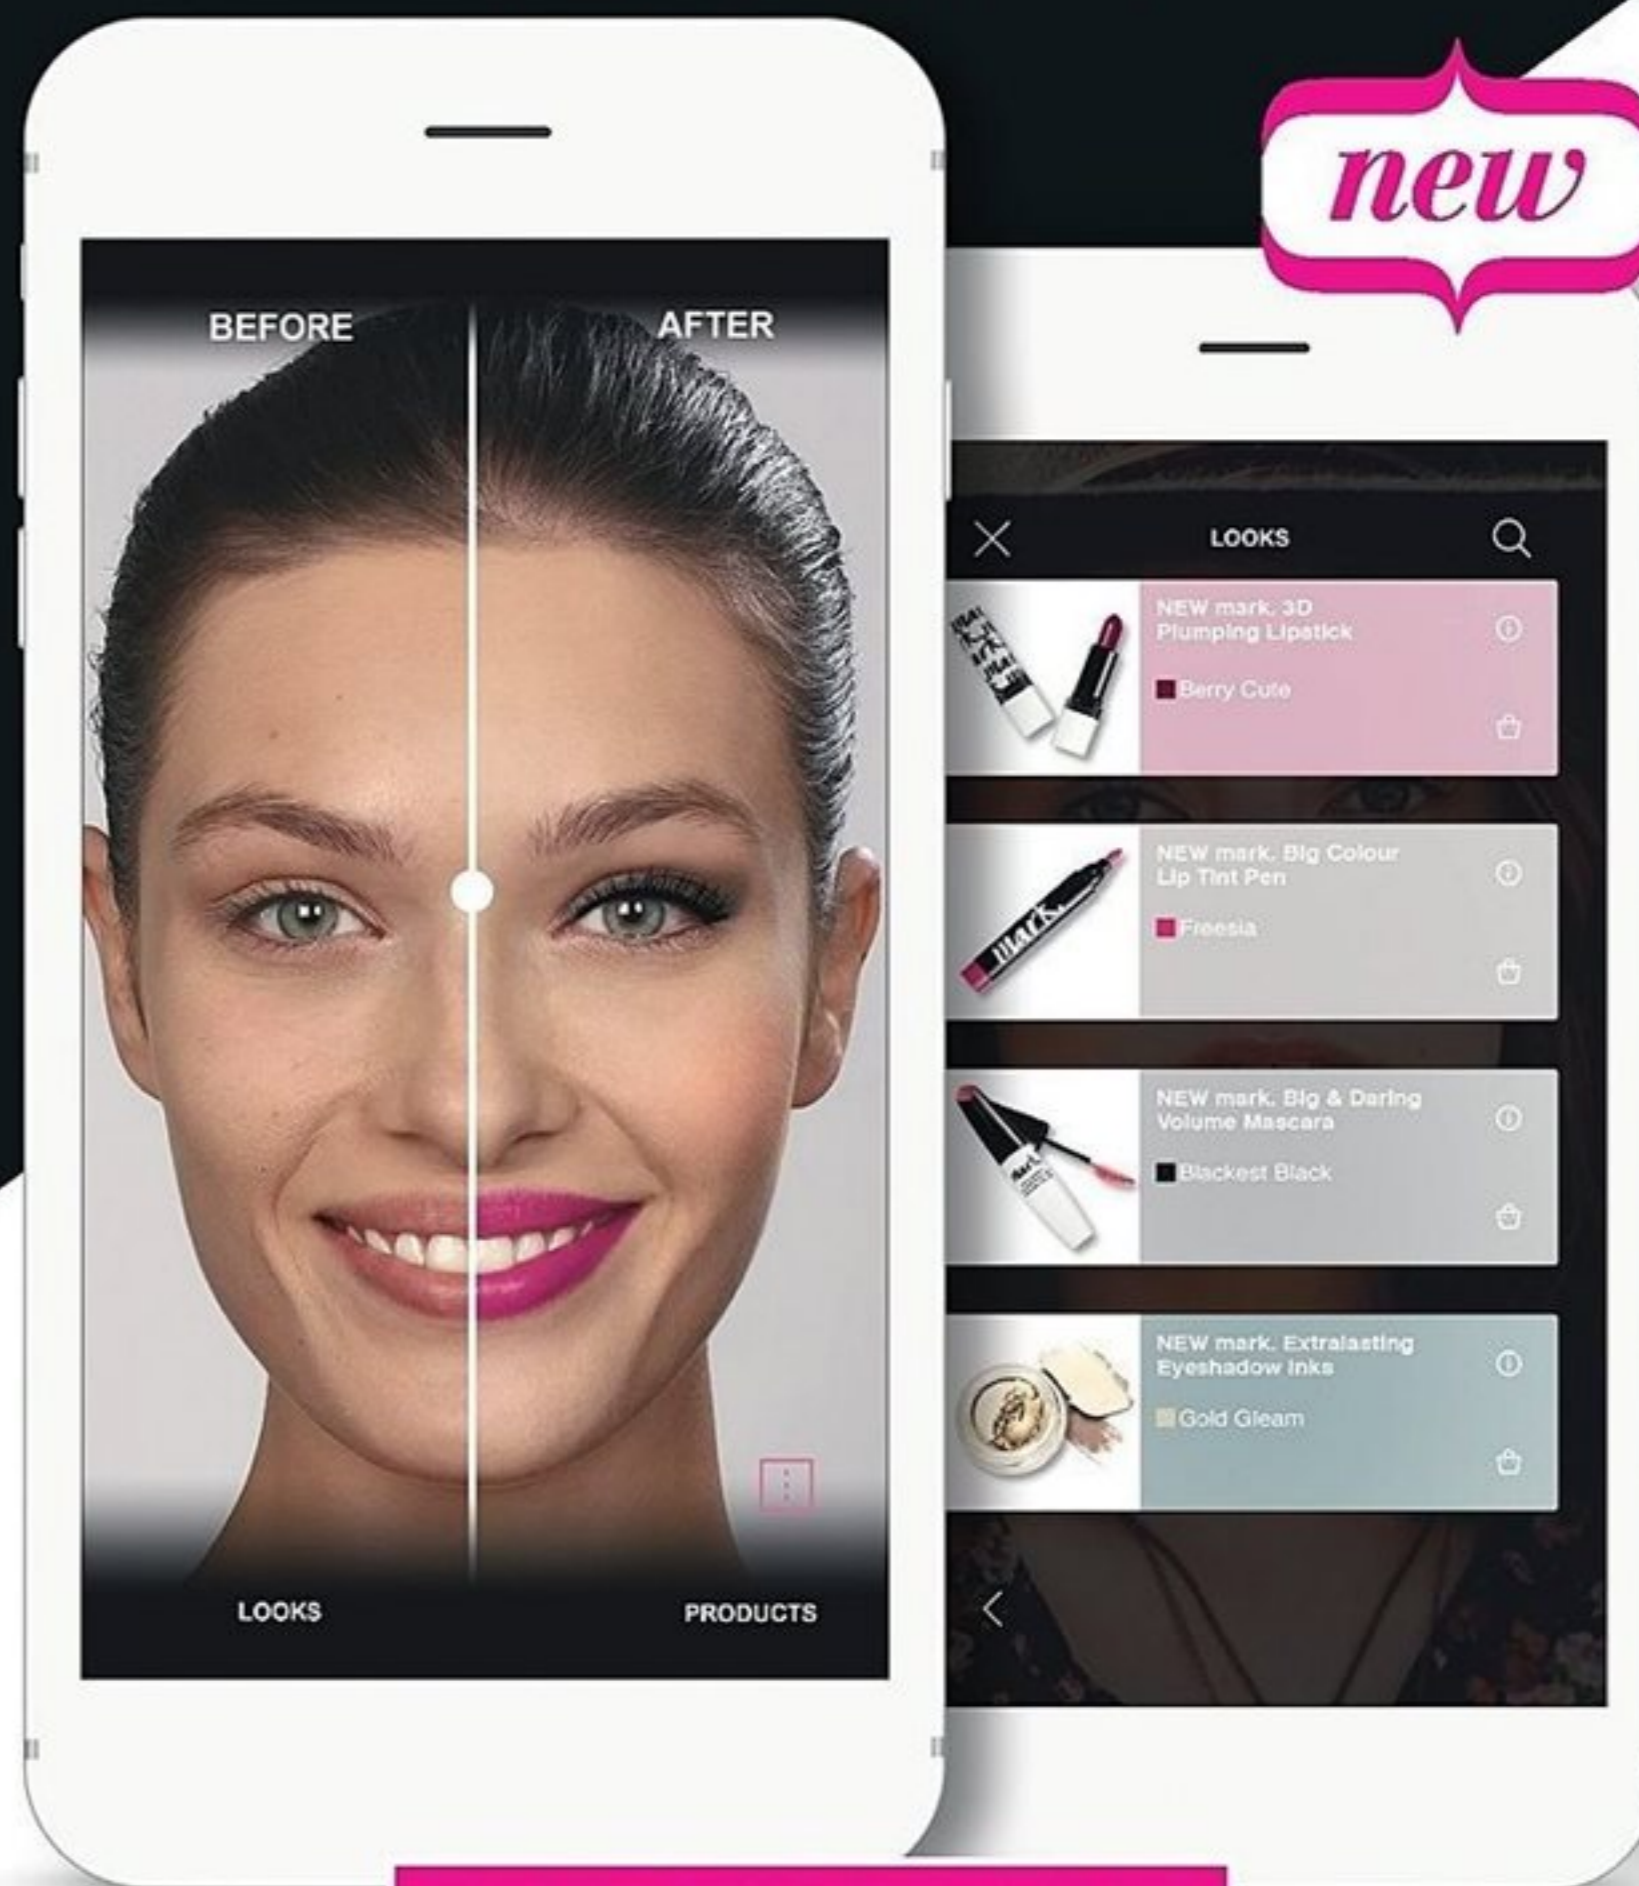 new
BEFORE
AFTER
LOOKS
PRODUCTS
LOOKS
NEW mark. 3D
Plumping Lipstick
Berry Cute
NEW mark. Big Colour
Lip Tint Pen
mark.
Freesia
NEW mark. Big & Daring
Volume Mascara
Blackest Black
NEW mark. Extralasting
Eyeshadow Inks
Gold Gleam